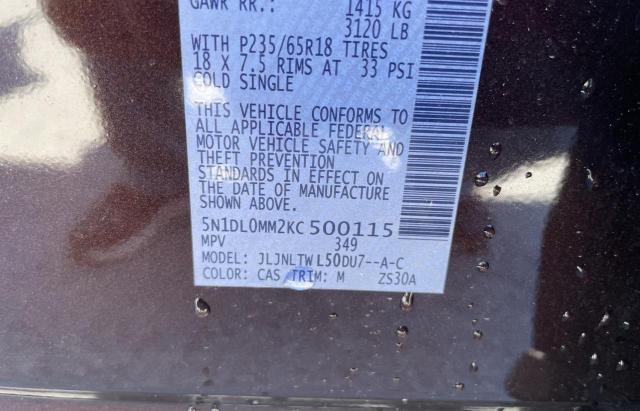 GAWR RR. 1415 KG
3120 LB
WITH P235/65R18 TIRES
18 X 7.5 RIMS AT 33 PSI
COLD SINGLE
THIS VEHICLE CONFORMS TO
ALL APPLICABLE FEDERAL
MOTOR VEHICLE SAFETY AND
THEFT PREVENTION
STANDARDS IN EFFECT ON
THE DATE OF MANUFACTURE
SHOWN ABOVE.
5N1DL0MM2KC500115
MPV 349
MODEL: JLJNLTWL50DU7--A-C
COLOR: CAS TRIM: M ZS30A